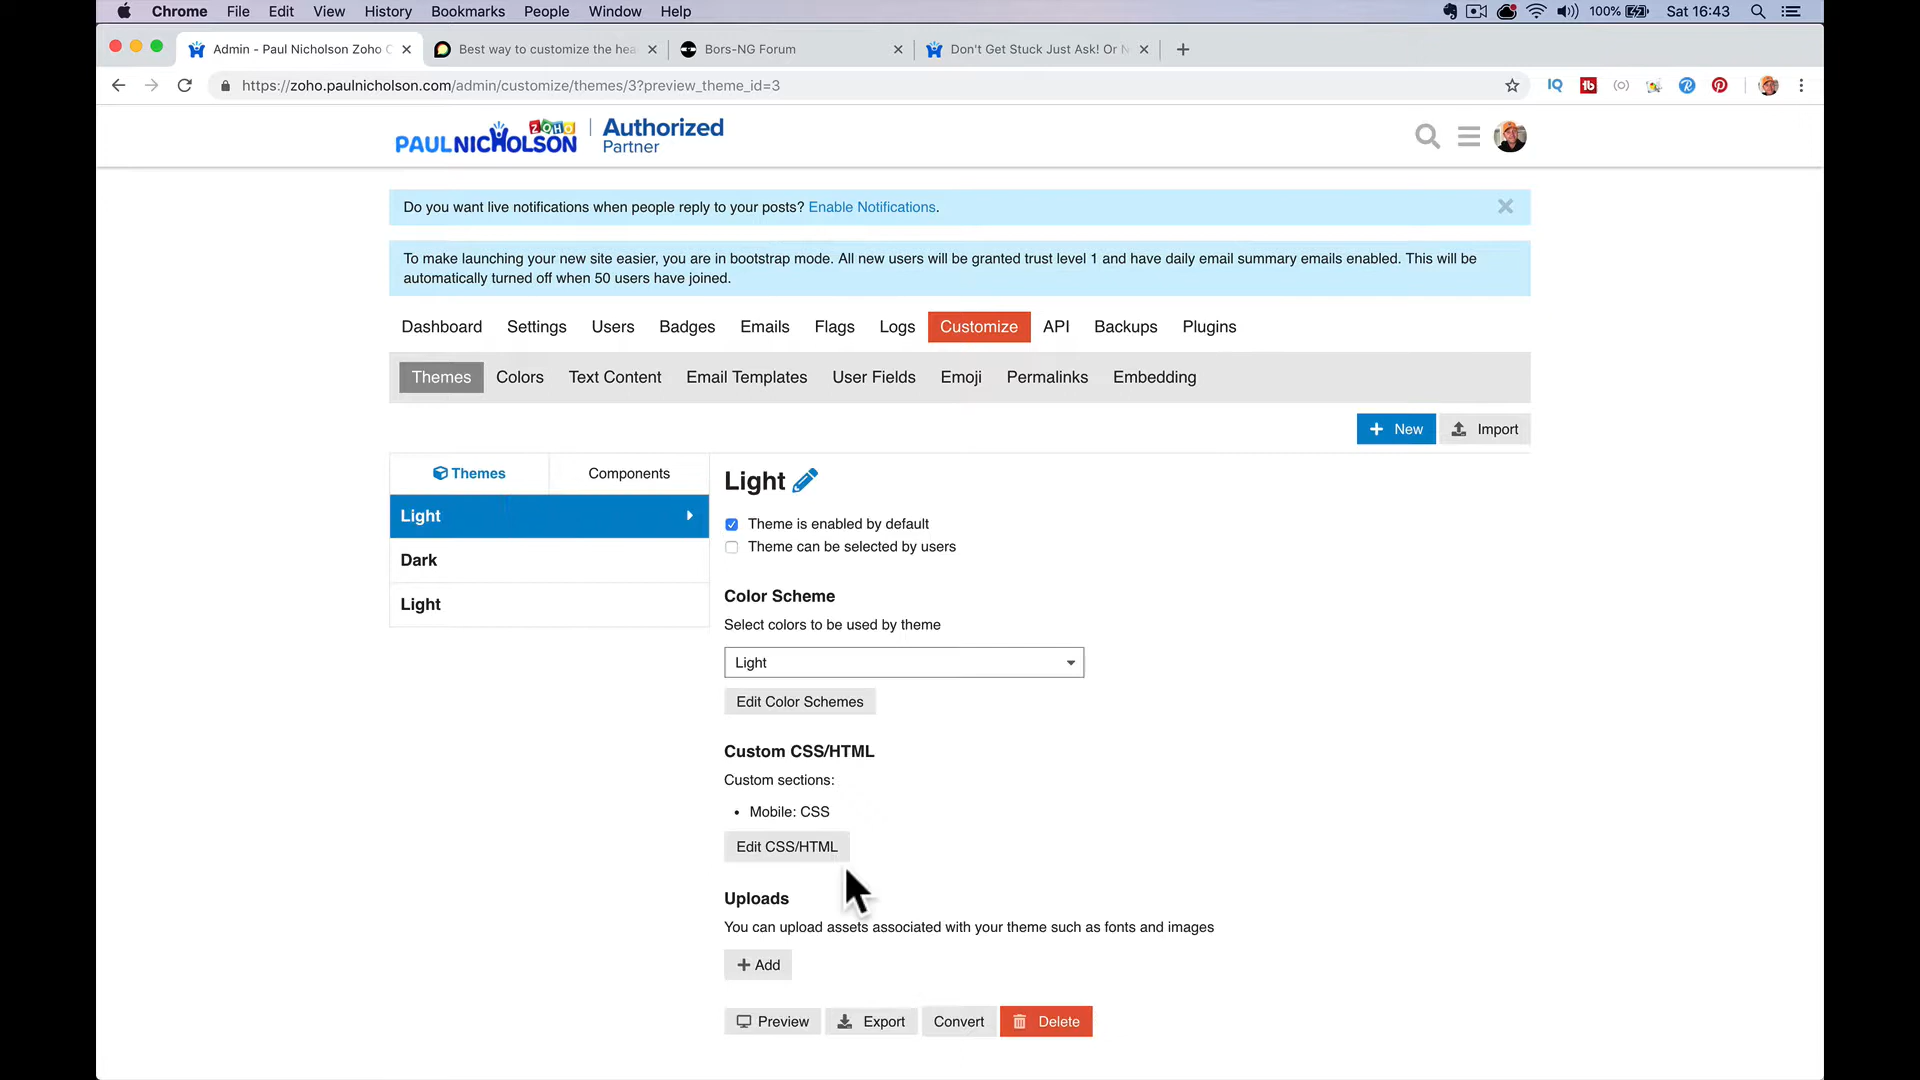 Chrome File Edit View History Bookmarks People Window Help 100% Sat 16:43
Admin - Paul Nicholson Zoho C
Best way to customize the hea
Bors-NG Forum
Don't Get Stuck Just Ask! Or N
https://zoho.paulnicholson.com/admin/customize/themes/3?preview_theme_id=3
IQ
tb
PAULNICHOLSON
ZOHO
Authorized
Partner
Do you want live notifications when people reply to your posts? Enable Notifications.
To make launching your new site easier, you are in bootstrap mode. All new users will be granted trust level 1 and have daily email summary emails enabled. This will be
automatically turned off when 50 users have joined.
Dashboard Settings Users Badges Emails Flags Logs Customize API Backups Plugins
Themes Colors Text Content Email Templates User Fields Emoji Permalinks Embedding
+ New Import
Themes Components
Light
Dark
Light
Light
Theme is enabled by default
Theme can be selected by users
Color Scheme
Select colors to be used by theme
Light
Edit Color Schemes
Custom CSS/HTML
Custom sections:
• Mobile: CSS
Edit CSS/HTML
Uploads
You can upload assets associated with your theme such as fonts and images
+ Add
Preview Export Convert Delete